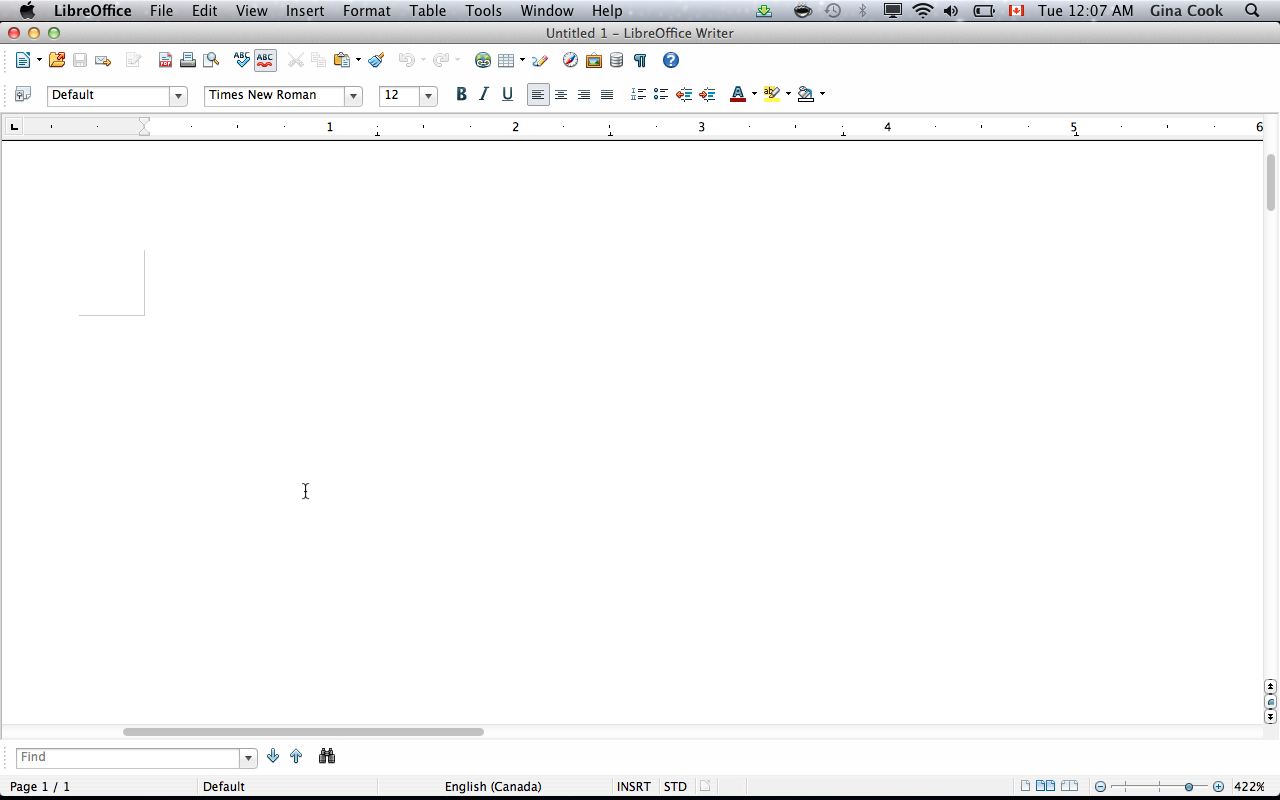 LibreOffice File Edit View Insert Format Table Tools Window Help Tue 12:07 AM Gina Cook
Untitled 1 – LibreOffice Writer
ABC ABC
Default Times New Roman 12 B I U A
1 2 3 4 5 6
Find
Page 1 / 1 Default English (Canada) INSRT STD 422%